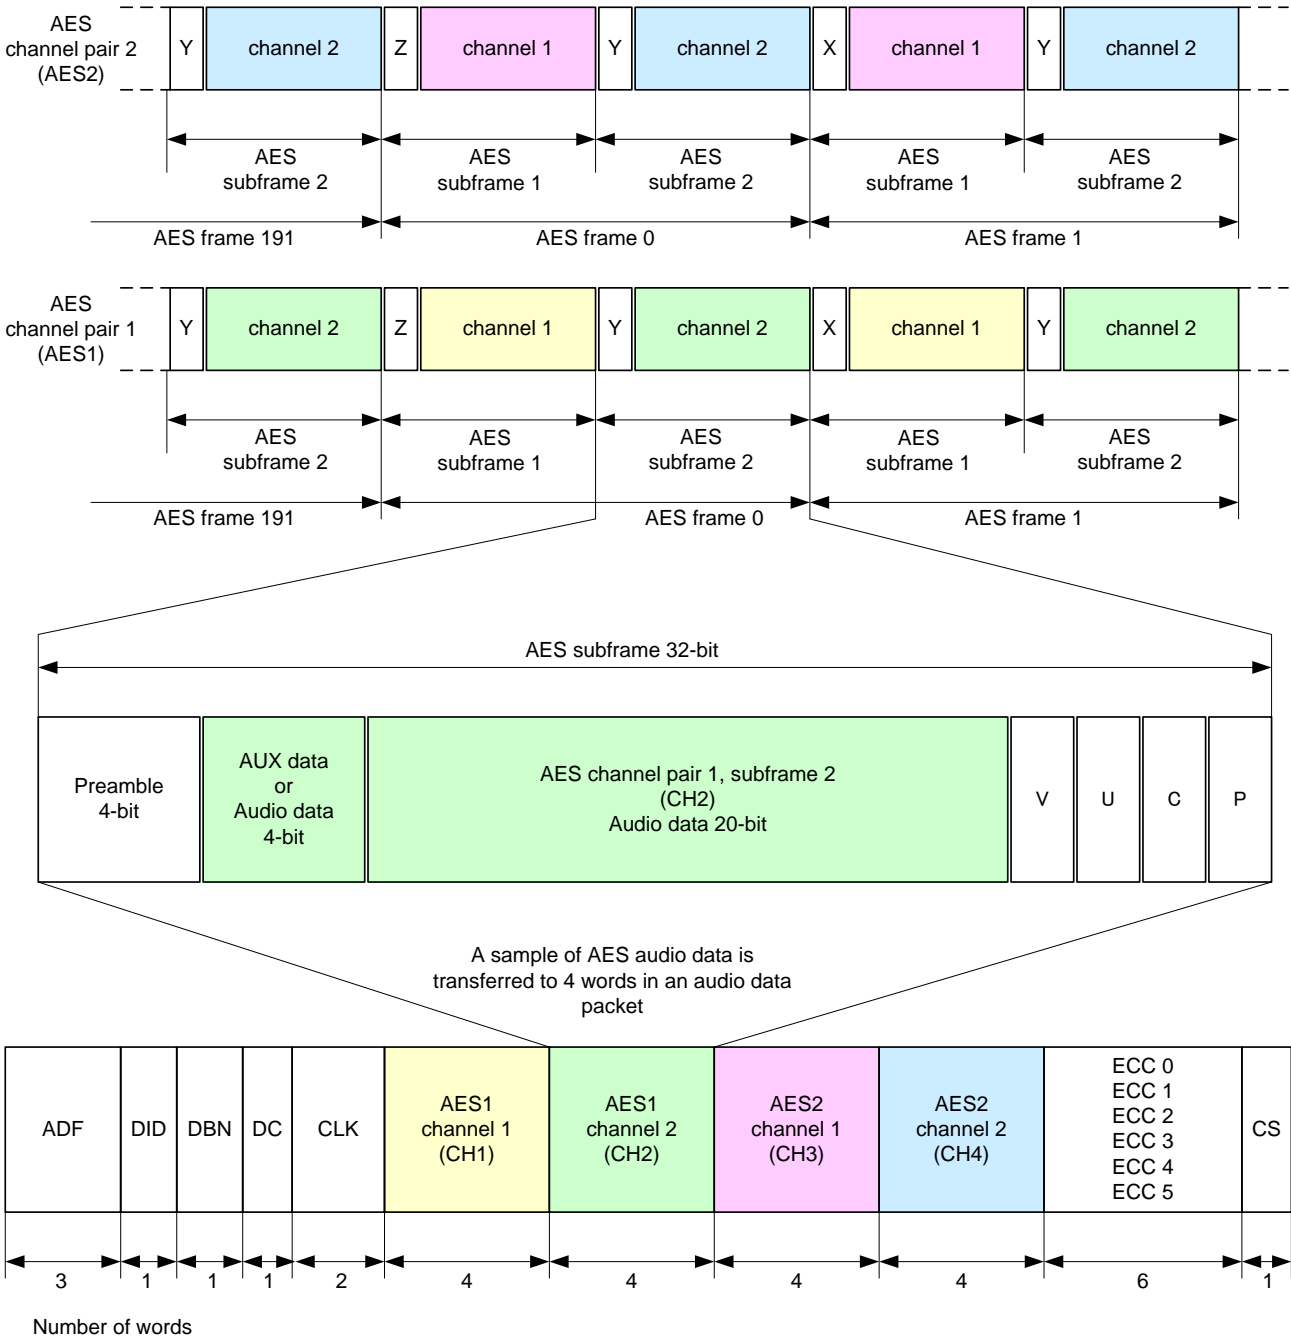 AES
channel pair 2
(AES2)
Y
channel 2
Z
channel 1
Y
channel 2
X
channel 1
Y
channel 2
AES
subframe 2
AES
subframe 1
AES
subframe 2
AES
subframe 1
AES
subframe 2
AES frame 191
AES frame 0
AES frame 1
AES
channel pair 1
(AES1)
Y
channel 2
Z
channel 1
Y
channel 2
X
channel 1
Y
channel 2
AES
subframe 2
AES
subframe 1
AES
subframe 2
AES
subframe 1
AES
subframe 2
AES frame 191
AES frame 0
AES frame 1
AES subframe 32-bit
Preamble
4-bit
AUX data
or
Audio data
4-bit
AES channel pair 1, subframe 2
(CH2)
Audio data 20-bit
V
U
C
P
A sample of AES audio data is
transferred to 4 words in an audio data
packet
ADF
DID
DBN
DC
CLK
AES1
channel 1
(CH1)
AES1
channel 2
(CH2)
AES2
channel 1
(CH3)
AES2
channel 2
(CH4)
ECC 0
ECC 1
ECC 2
ECC 3
ECC 4
ECC 5
CS
3
1
1
1
2
4
4
4
4
6
1
Number of words